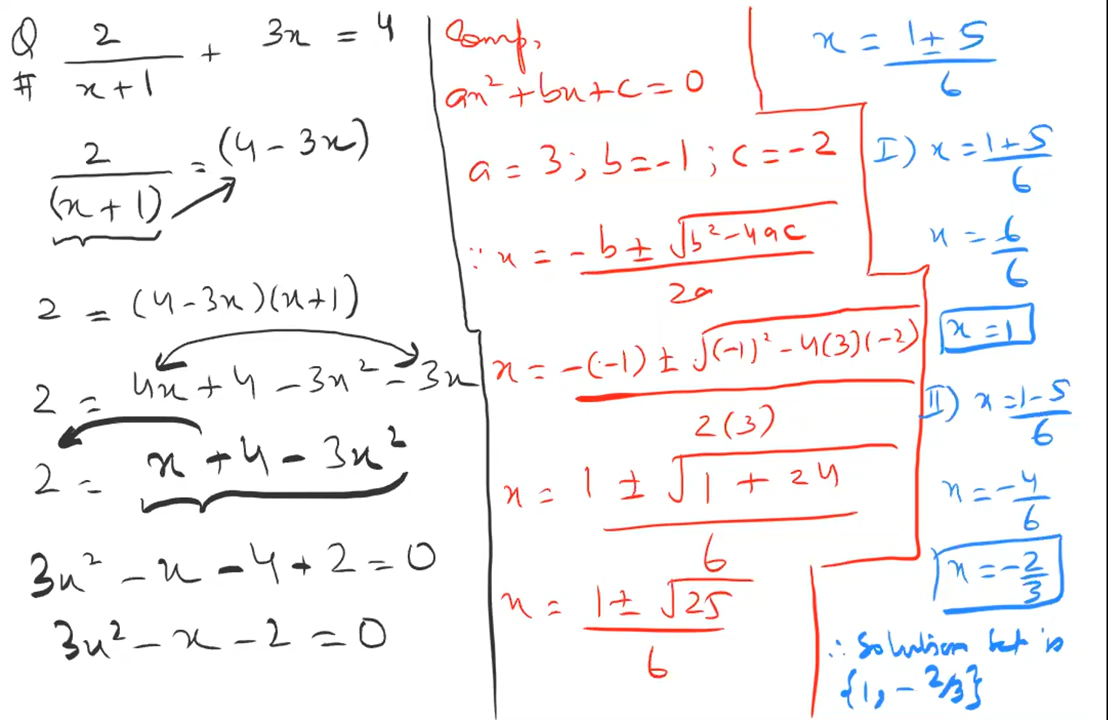 Q # 2/(x+1) + 3x = 4
2/(x+1) = (4 - 3x)
2 = (4-3x)(x+1)
2 = 4x + 4 - 3x² - 3x
2 = x + 4 - 3x²
3x² - x - 4 + 2 = 0
3x² - x - 2 = 0
Comp,
ax² + bx + c = 0
a = 3 ; b = -1 ; c = -2
∵ x = (-b ± √(b² - 4ac))/2a
x = (-(-1) ± √((-1)² - 4(3)(-2)))/2(3)
x = (1 ± √(1 + 24))/6
x = (1 ± √25)/6
x = (1 ± 5)/6
I) x = (1+5)/6
x = 6/6
x = 1
II) x = (1-5)/6
x = -4/6
x = -2/3
∴ Solution set is
{1, -2/3}